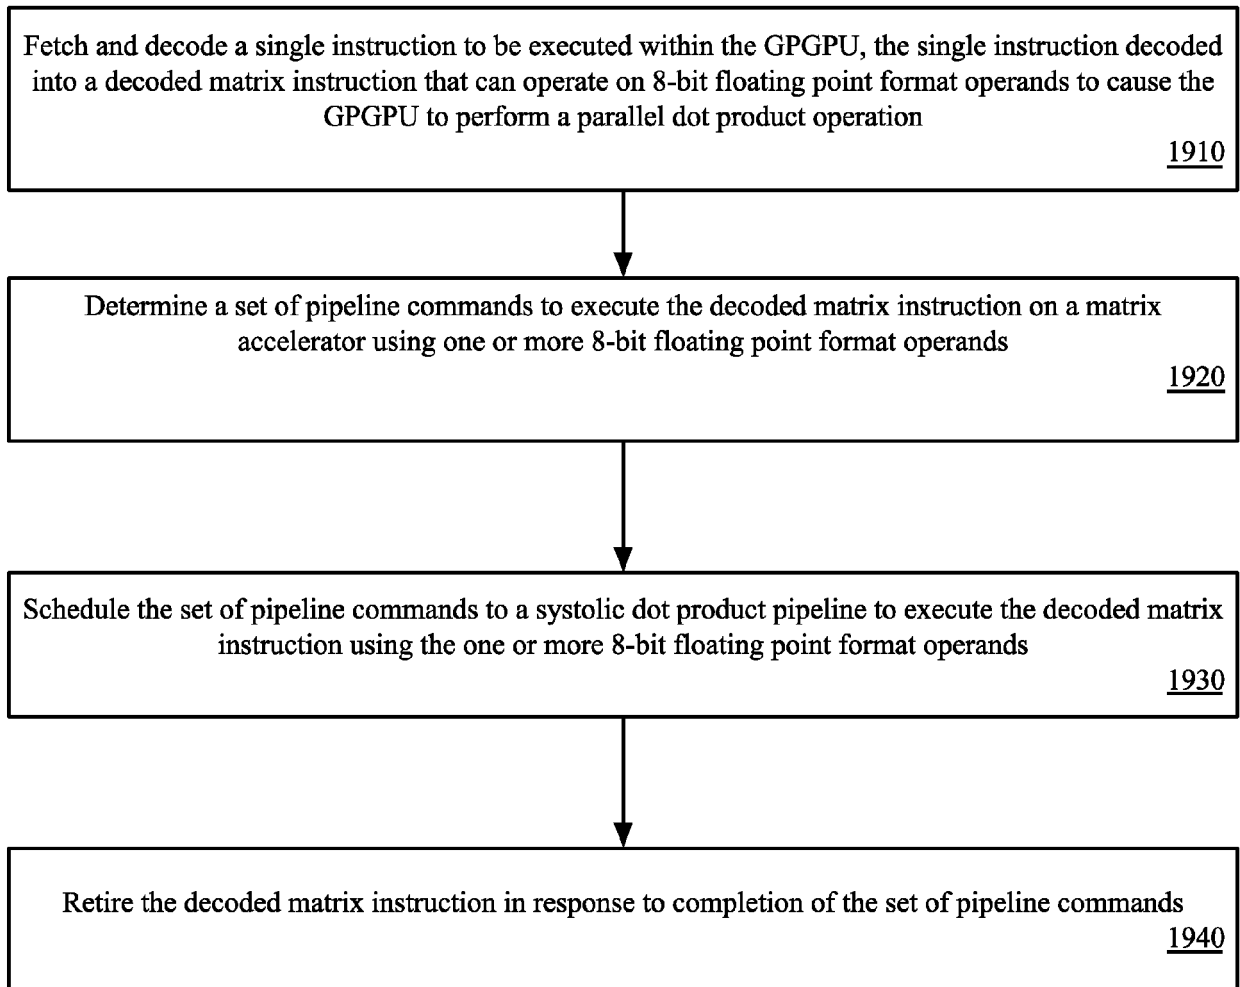 Fetch and decode a single instruction to be executed within the GPGPU, the single instruction decoded
into a decoded matrix instruction that can operate on 8-bit floating point format operands to cause the
GPGPU to perform a parallel dot product operation
1910
Determine a set of pipeline commands to execute the decoded matrix instruction on a matrix
accelerator using one or more 8-bit floating point format operands
1920
Schedule the set of pipeline commands to a systolic dot product pipeline to execute the decoded matrix
instruction using the one or more 8-bit floating point format operands
1930
Retire the decoded matrix instruction in response to completion of the set of pipeline commands
1940